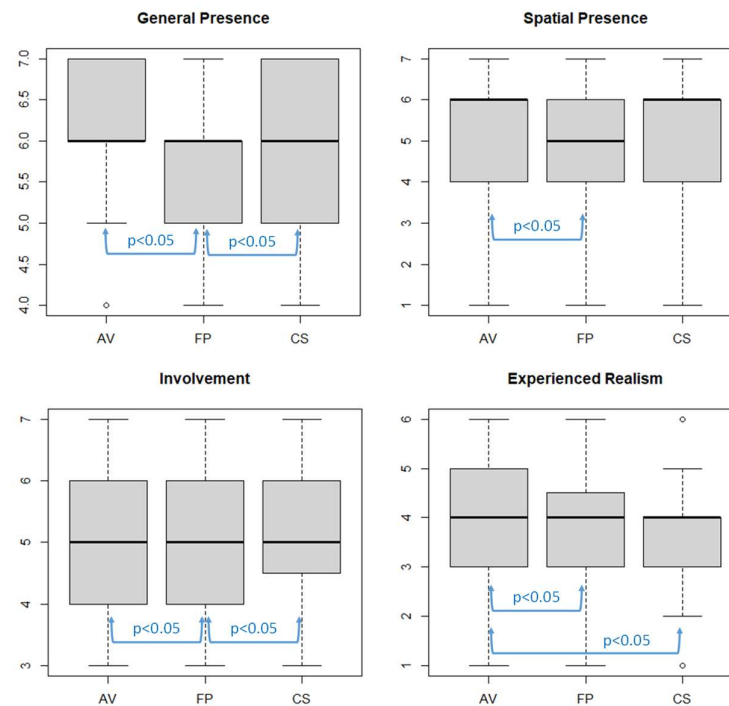 General Presence
7.0
6.5
6.0
5.5
5.0
4.5
4.0
p<0.05
p<0.05
AV FP CS
Spatial Presence
7
6
5
4
3
2
1
p<0.05
AV FP CS
Involvement
7
6
5
4
3
p<0.05
p<0.05
AV FP CS
Experienced Realism
6
5
4
3
2
1
p<0.05
p<0.05
AV FP CS